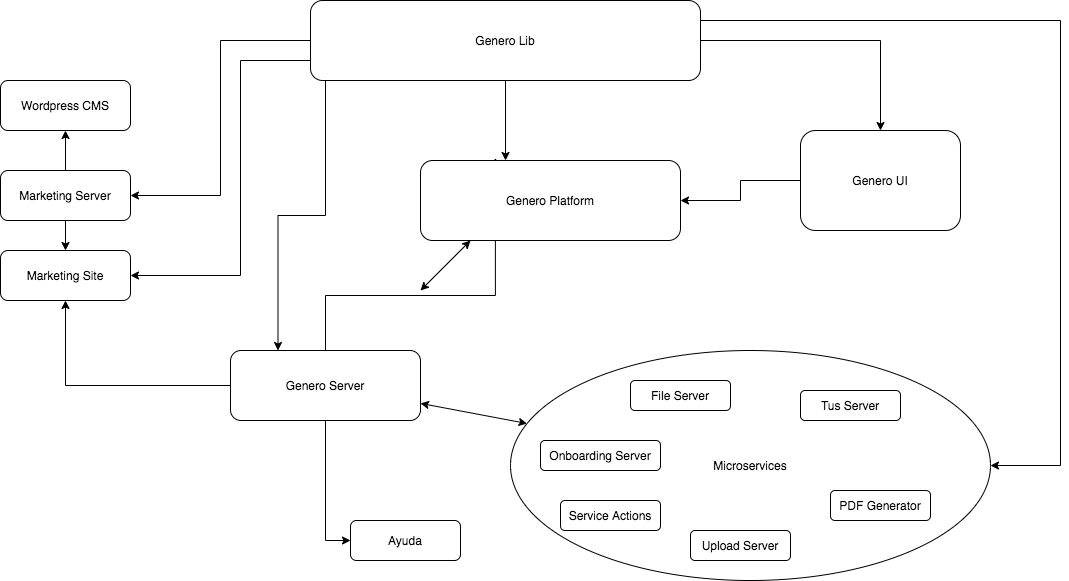 Genero Lib
Wordpress CMS
Marketing Server
Genero Platform
Genero UI
Marketing Site
Genero Server
File Server
Tus Server
Onboarding Server
Microservices
Service Actions
PDF Generator
Ayuda
Upload Server